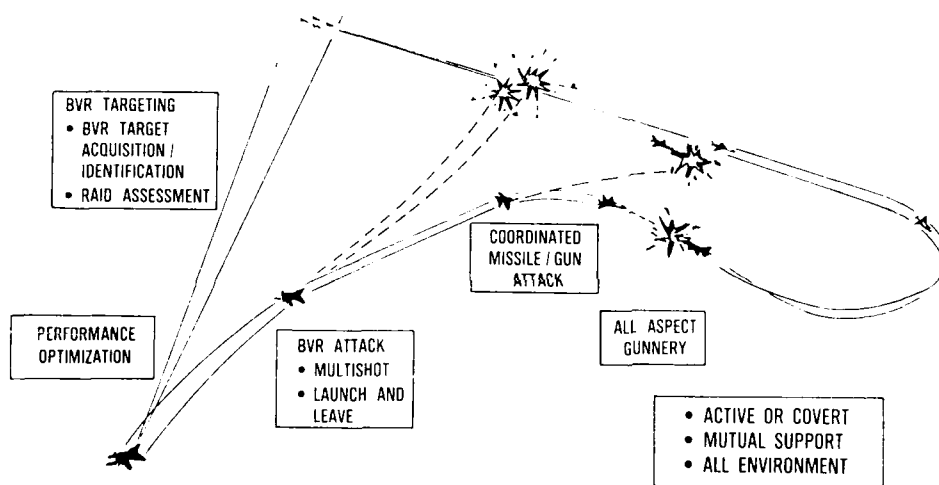 BVR TARGETING
• BVR TARGET
ACQUISITION /
IDENTIFICATION
• RAID ASSESSMENT
PERFORMANCE
OPTIMIZATION
BVR ATTACK
• MULTISHOT
• LAUNCH AND
LEAVE
COORDINATED
MISSILE / GUN
ATTACK
ALL ASPECT
GUNNERY
• ACTIVE OR COVERT
• MUTUAL SUPPORT
• ALL ENVIRONMENT